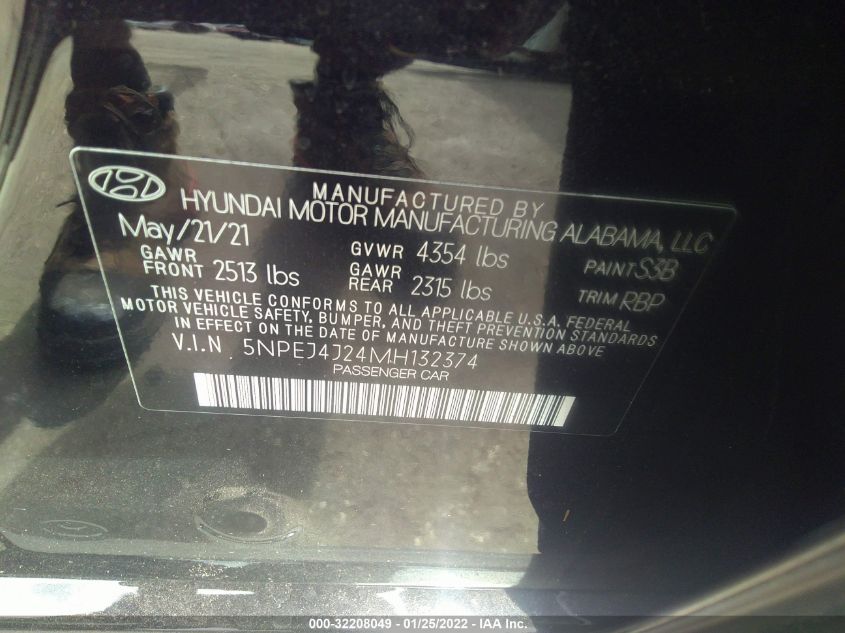 MANUFACTURED BY
HYUNDAI MOTOR MANUFACTURING ALABAMA, LLC
May/21/21 GVWR 4354 lbs PAINT S3B
GAWR FRONT 2513 lbs GAWR REAR 2315 lbs TRIM RBP
THIS VEHICLE CONFORMS TO ALL APPLICABLE U.S.A. FEDERAL
MOTOR VEHICLE SAFETY, BUMPER, AND THEFT PREVENTION STANDARDS
IN EFFECT ON THE DATE OF MANUFACTURE SHOWN ABOVE
V.I.N 5NPEJ4J24MH132374
PASSENGER CAR
000-32208049 - 01/25/2022 - IAA Inc.